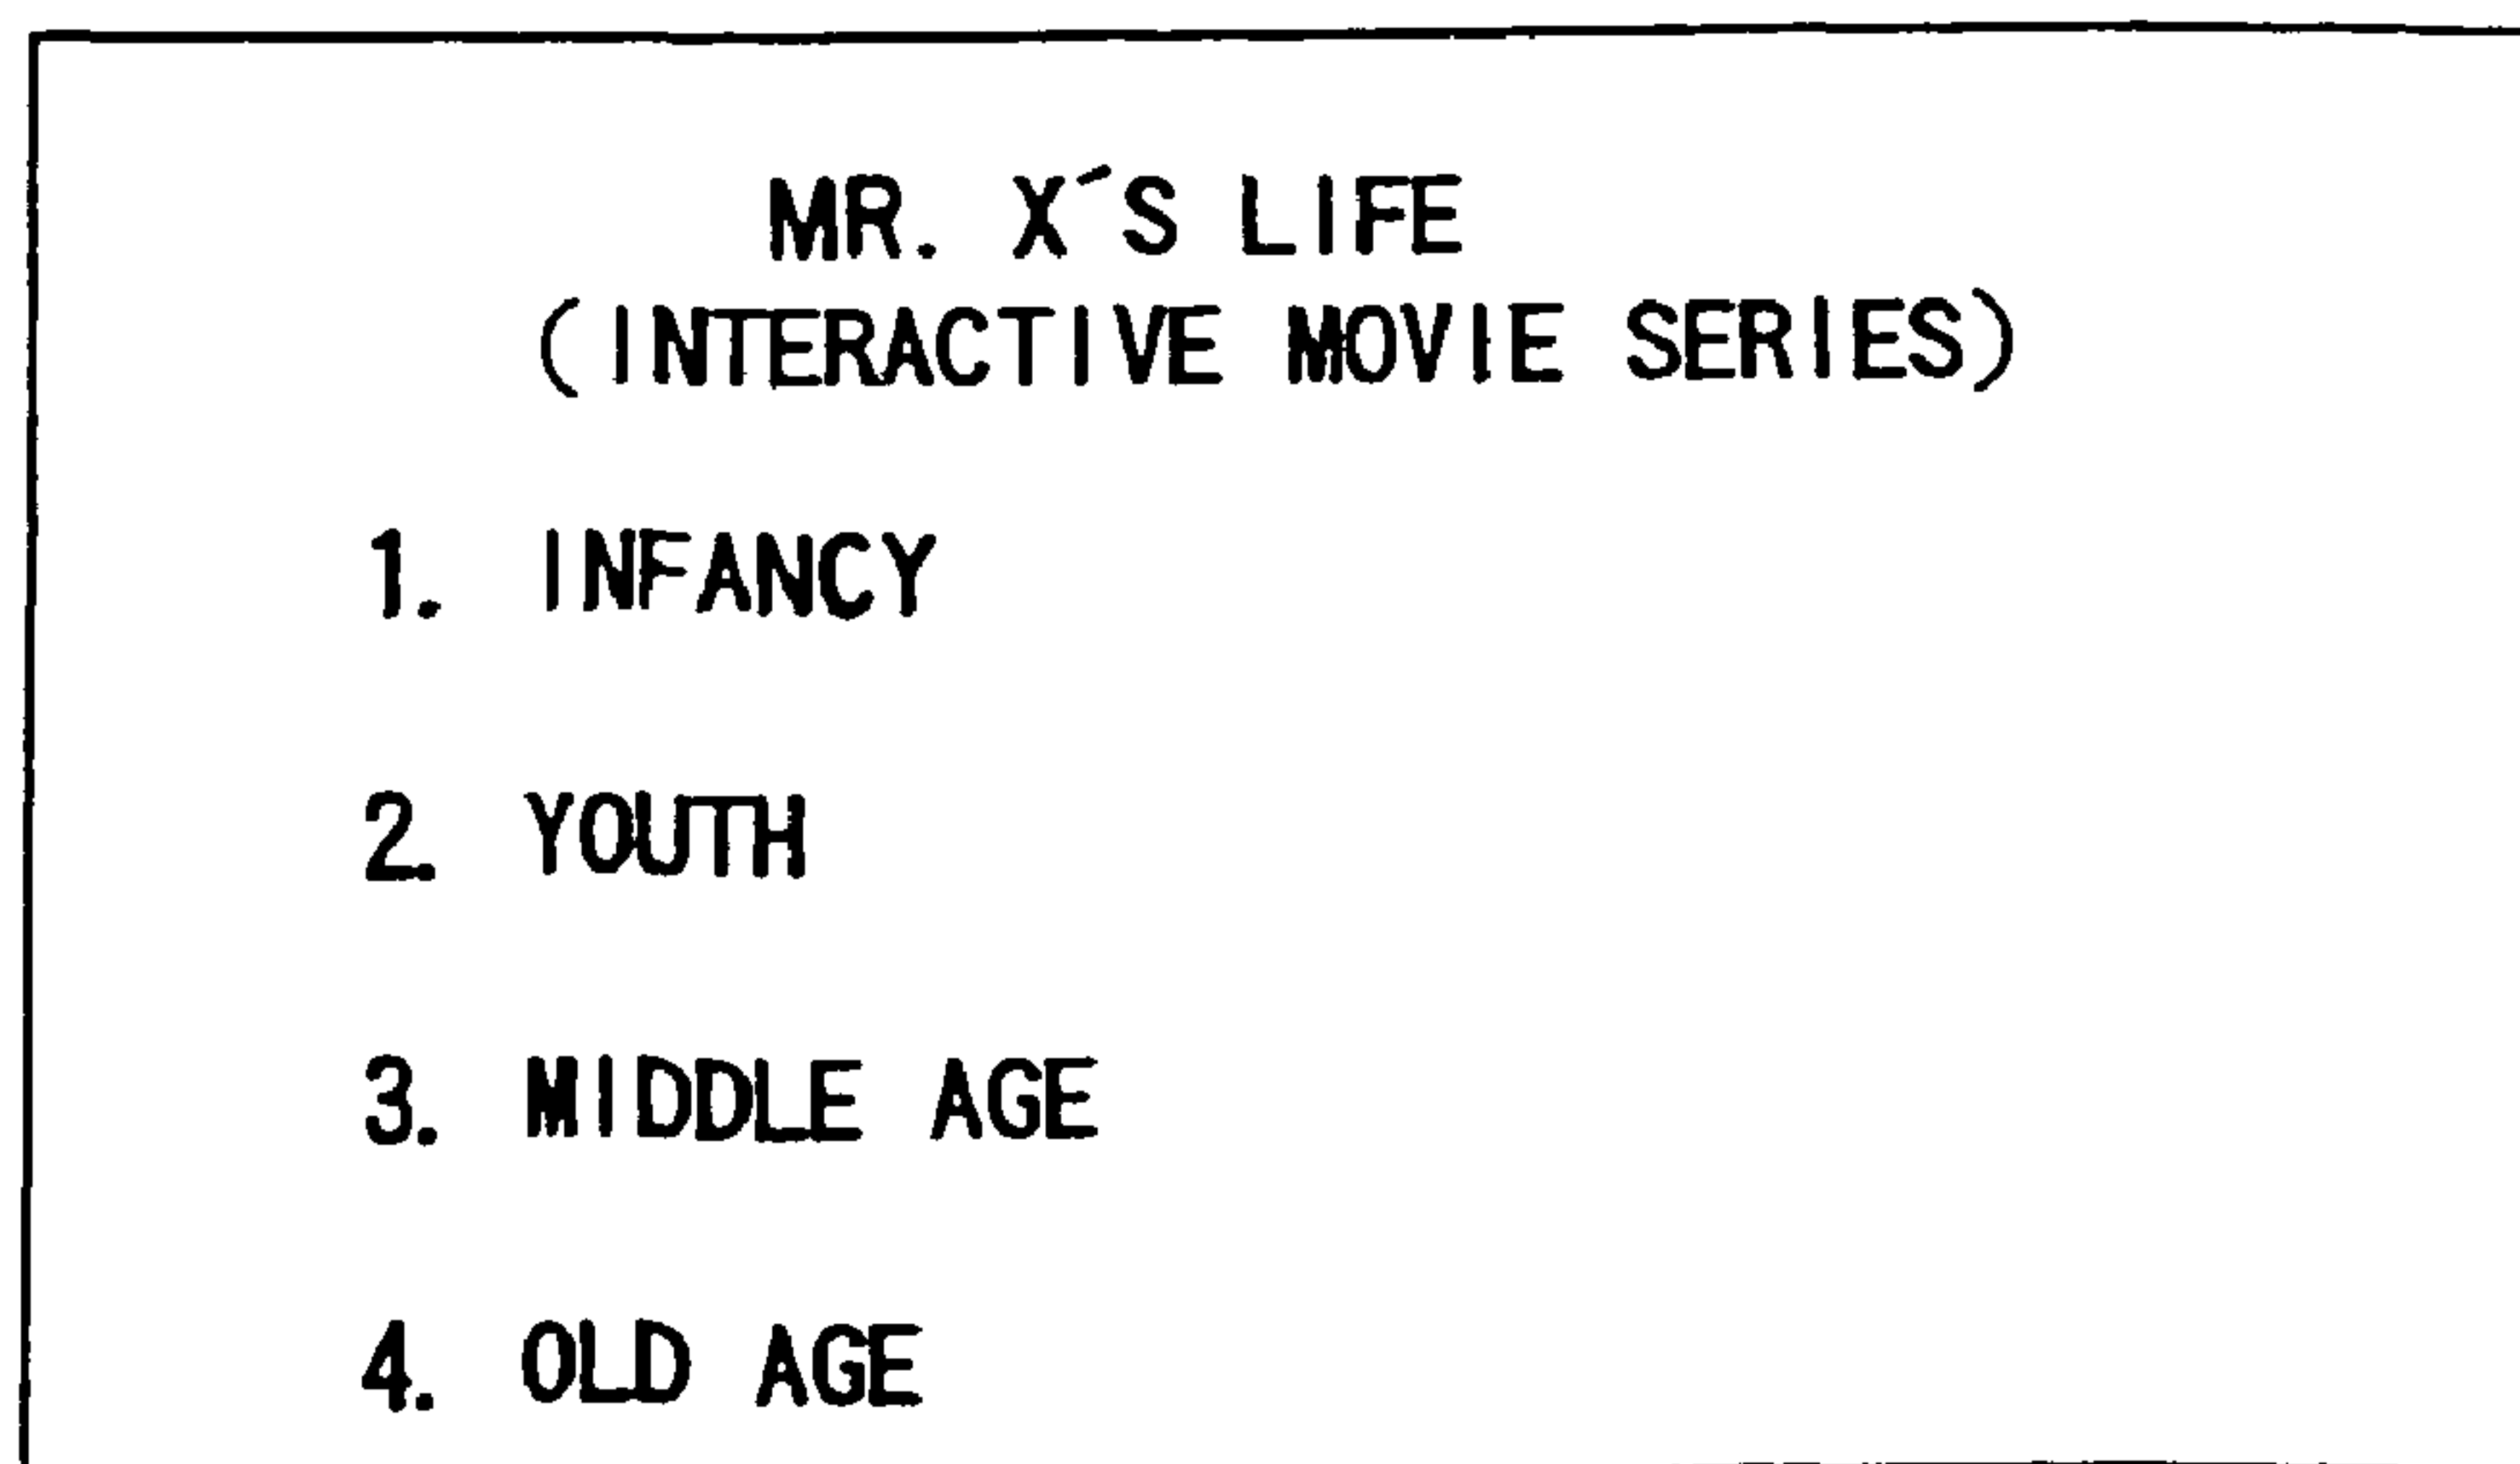 MR. X´S LIFE
(INTERACTIVE MOVIE SERIES)
1. INFANCY
2. YOUTH
3. MIDDLE AGE
4. OLD AGE